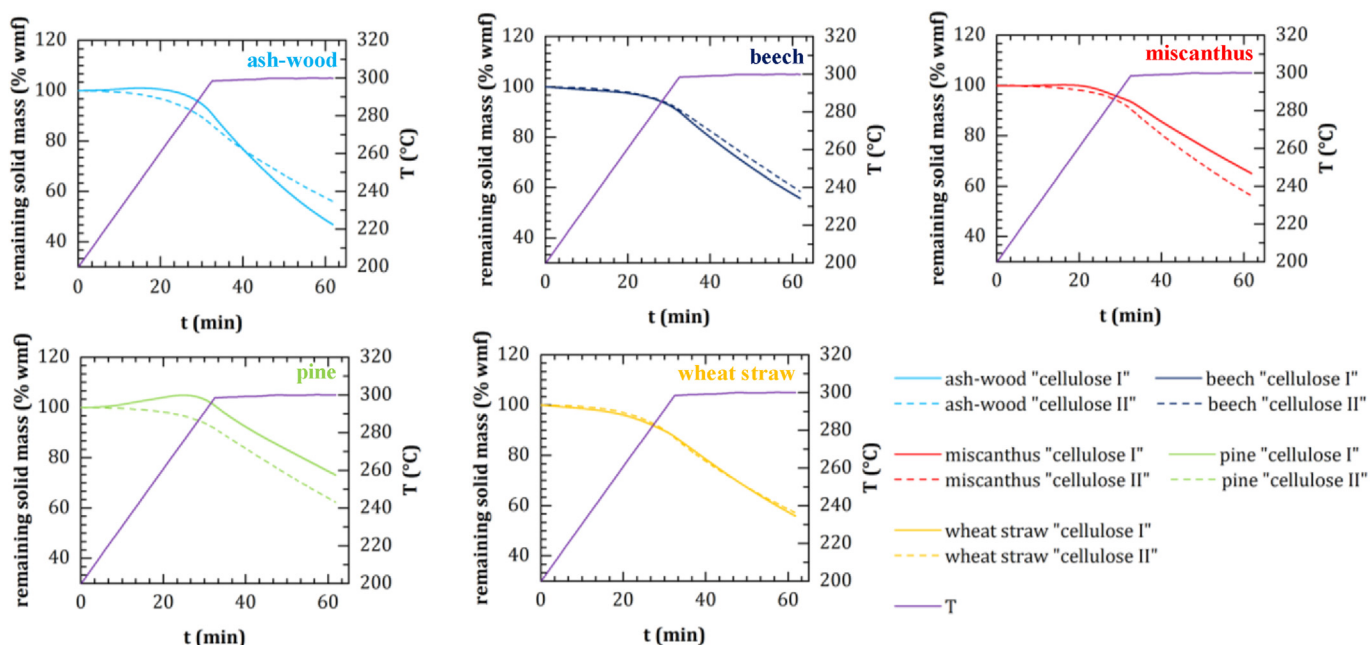 ash-wood
remaining solid mass (% wmf)
120
100
80
60
40
320
300
280
260
240
220
200
T (°C)
0
20
40
60
t (min)
beech
remaining solid mass (% wmf)
120
100
80
60
40
320
300
280
260
240
220
200
T (°C)
0
20
40
60
t (min)
miscanthus
remaining solid mass (% wmf)
120
100
80
60
40
320
300
280
260
240
220
200
T (°C)
0
20
40
60
t (min)
pine
remaining solid mass (% wmf)
120
100
80
60
40
320
300
280
260
240
220
200
T (°C)
0
20
40
60
t (min)
wheat straw
remaining solid mass (% wmf)
120
100
80
60
40
320
300
280
260
240
220
200
T (°C)
0
20
40
60
t (min)
ash-wood "cellulose I"
ash-wood "cellulose II"
beech "cellulose I"
beech "cellulose II"
miscanthus "cellulose I"
miscanthus "cellulose II"
pine "cellulose I"
pine "cellulose II"
wheat straw "cellulose I"
wheat straw "cellulose II"
T